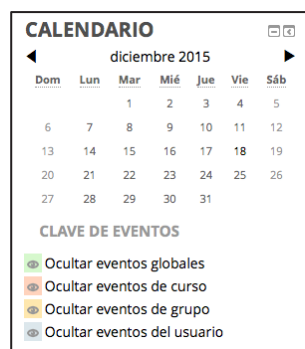 CALENDARIO
diciembre 2015
Dom Lun Mar Mié Jue Vie Sáb
1 2 3 4 5
6 7 8 9 10 11 12
13 14 15 16 17 18 19
20 21 22 23 24 25 26
27 28 29 30 31
CLAVE DE EVENTOS
Ocultar eventos globales
Ocultar eventos de curso
Ocultar eventos de grupo
Ocultar eventos del usuario